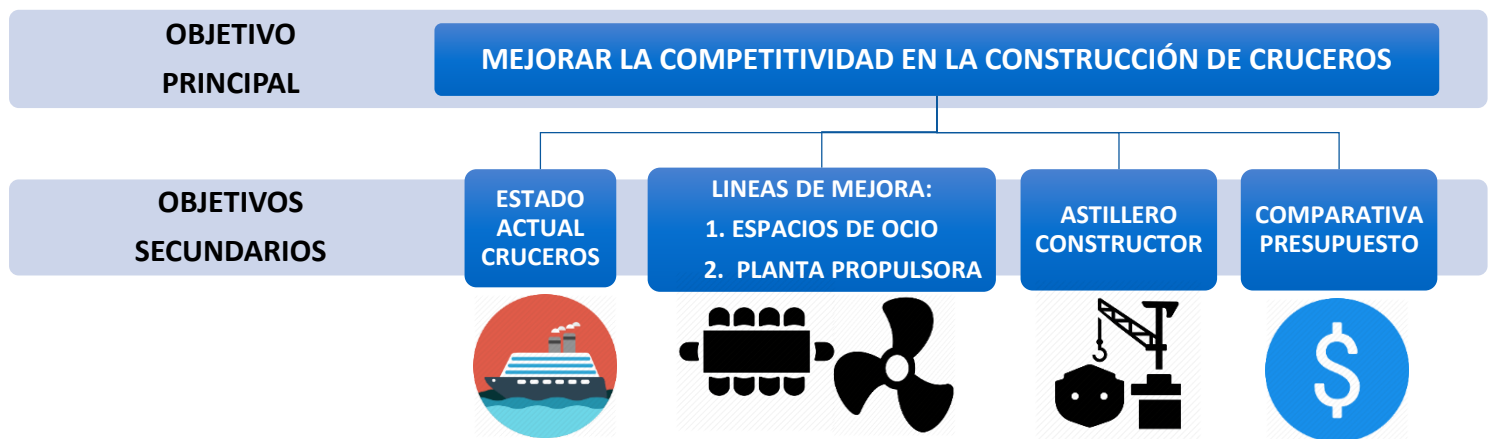 OBJETIVO
PRINCIPAL
MEJORAR LA COMPETITIVIDAD EN LA CONSTRUCCIÓN DE CRUCEROS
OBJETIVOS
SECUNDARIOS
ESTADO
ACTUAL
CRUCEROS
LINEAS DE MEJORA:
1. ESPACIOS DE OCIO
2. PLANTA PROPULSORA
ASTILLERO
CONSTRUCTOR
COMPARATIVA
PRESUPUESTO
$